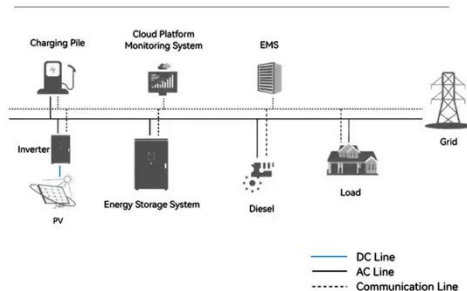 Charging Pile
Cloud Platform
Monitoring System
EMS
Grid
Inverter
PV
Energy Storage System
Diesel
Load
DC Line
AC Line
Communication Line